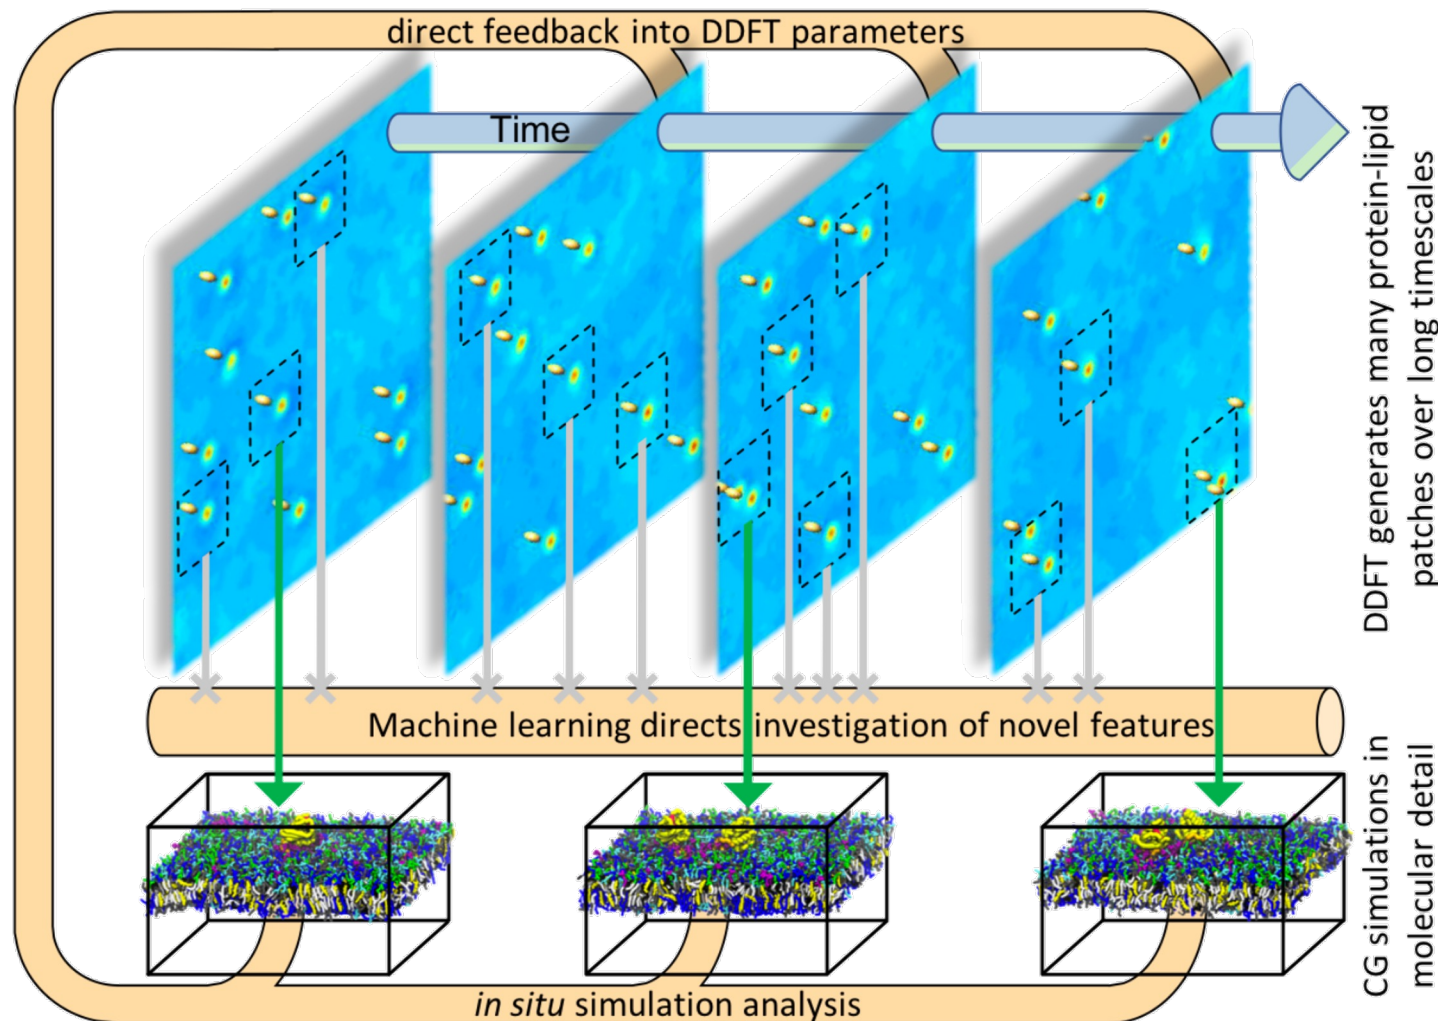 direct feedback into DDFT parameters
Time
DDFT generates many protein-lipid
patches over long timescales
Machine learning directs investigation of novel features
CG simulations in
molecular detail
in situ simulation analysis